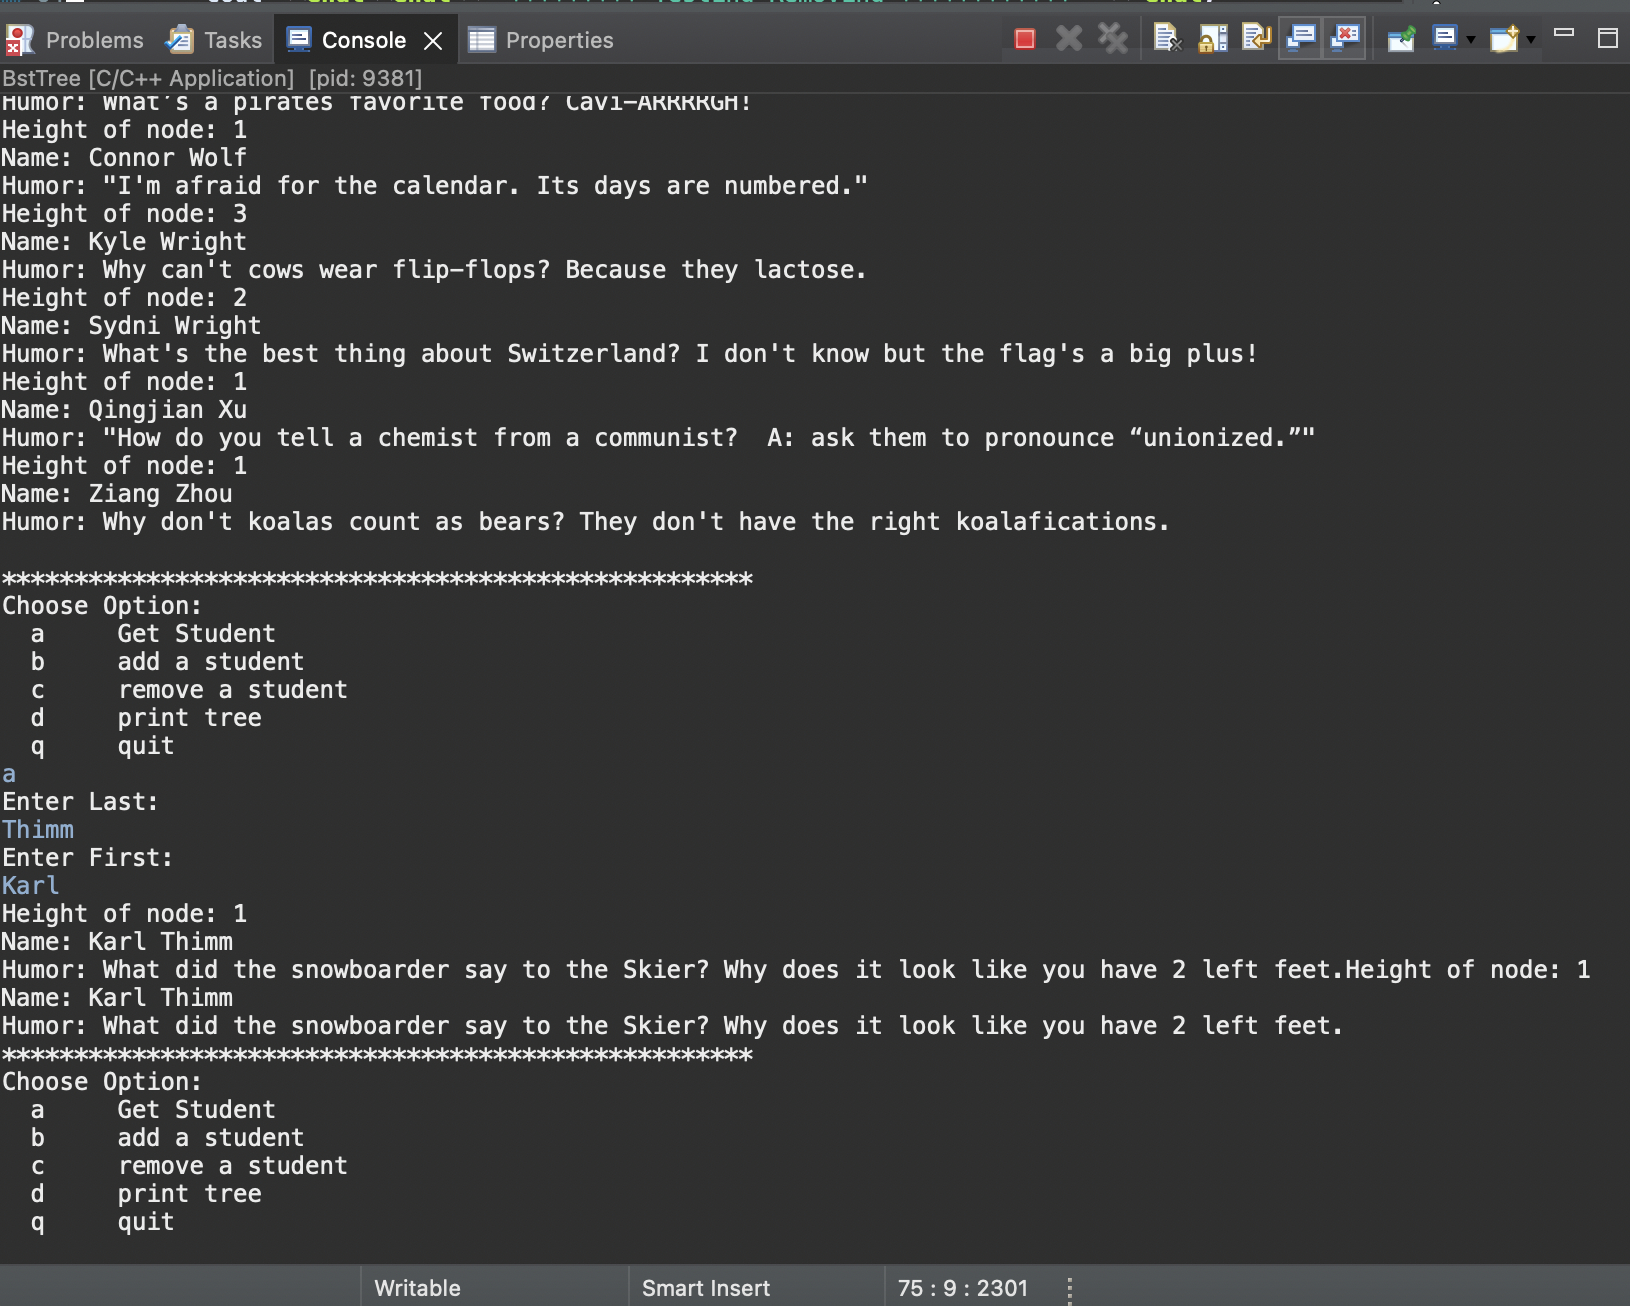 Problems Tasks Console Properties
BstTree [C/C++ Application] [pid: 9381]
Humor: What's a pirates favorite food? Cavi-ARRRRGH!
Height of node: 1
Name: Connor Wolf
Humor: "I'm afraid for the calendar. Its days are numbered."
Height of node: 3
Name: Kyle Wright
Humor: Why can't cows wear flip-flops? Because they lactose.
Height of node: 2
Name: Sydni Wright
Humor: What's the best thing about Switzerland? I don't know but the flag's a big plus!
Height of node: 1
Name: Qingjian Xu
Humor: "How do you tell a chemist from a communist?  A: ask them to pronounce “unionized.”"
Height of node: 1
Name: Ziang Zhou
Humor: Why don't koalas count as bears? They don't have the right koalafications.
****************************************************
Choose Option:
a Get Student
b add a student
c remove a student
d print tree
q quit
a
Enter Last:
Thimm
Enter First:
Karl
Height of node: 1
Name: Karl Thimm
Humor: What did the snowboarder say to the Skier? Why does it look like you have 2 left feet.Height of node: 1
Name: Karl Thimm
Humor: What did the snowboarder say to the Skier? Why does it look like you have 2 left feet.
****************************************************
Choose Option:
a Get Student
b add a student
c remove a student
d print tree
q quit
Writable Smart Insert 75 : 9 : 2301